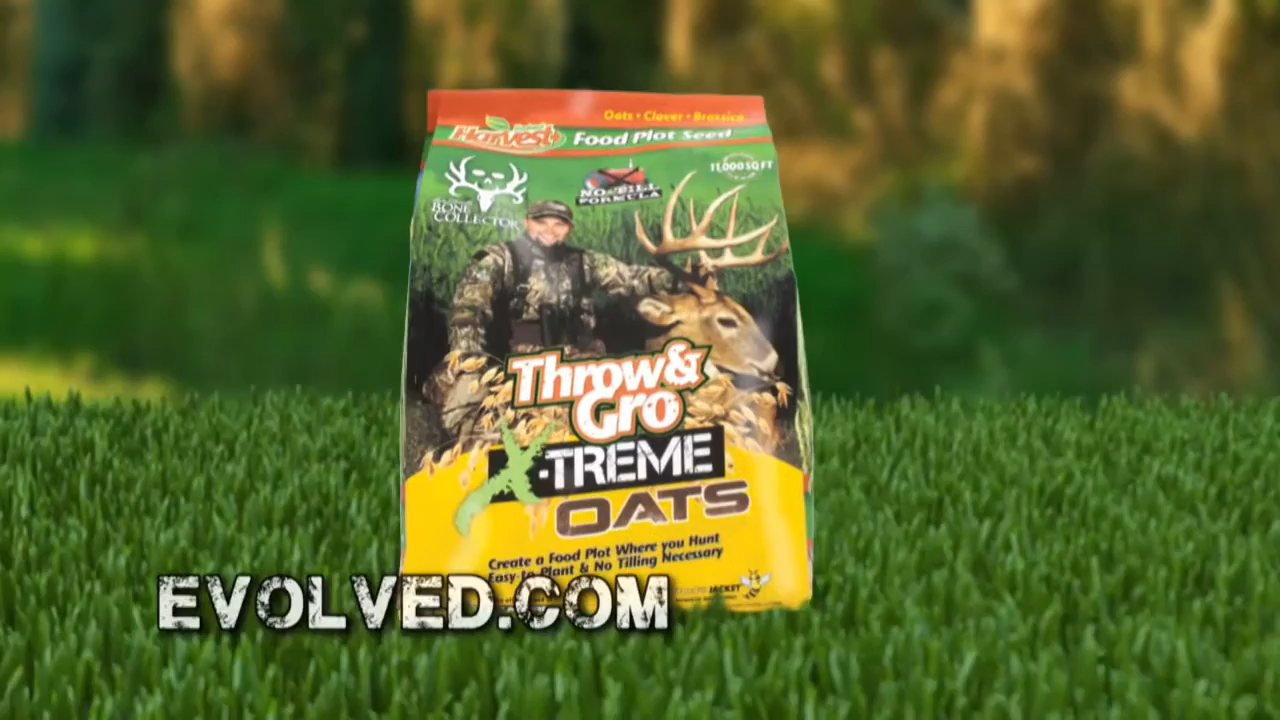 Oats • Clover • Brassica
Harvest Food Plot Seed
11,000 SQ FT
NO-TILL
FORMULA
BONE
COLLECTOR
Throw&
Gro
X-TREME
OATS
Create a Food Plot Where you Hunt
Easy to Plant & No Tilling Necessary
JACKET
EVOLVED.COM